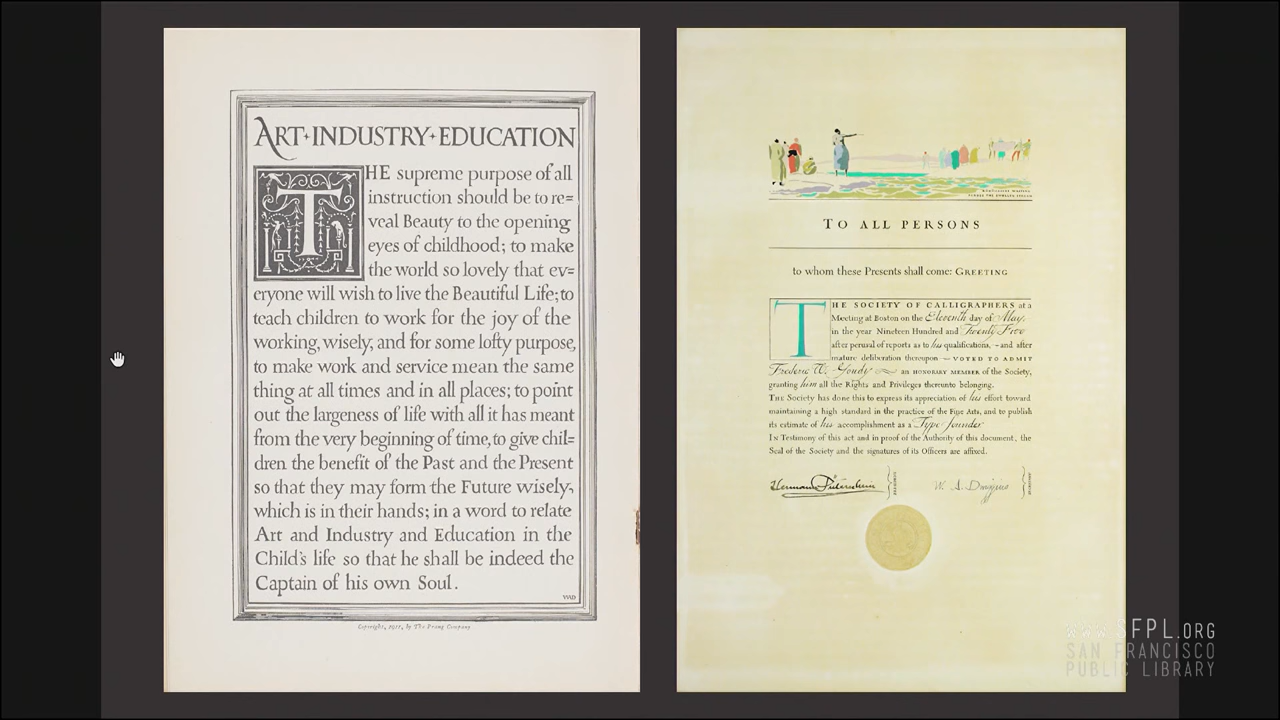 ART·INDUSTRY·EDUCATION
THE supreme purpose of all
instruction should be to re=
veal Beauty to the opening
eyes of childhood; to make
the world so lovely that ev=
eryone will wish to live the Beautiful Life; to
teach children to work for the joy of the
working, wisely, and for some lofty purpose,
to make work and service mean the same
thing at all times and in all places; to point
out the largeness of life with all it has meant
from the very beginning of time, to give chil=
dren the benefit of the Past and the Present
so that they may form the Future wisely,
which is in their hands; in a word to relate
Art and Industry and Education in the
Child's life so that he shall be indeed the
Captain of his own Soul.
WAD
Copyright, 1911, by The Prang Company
TO ALL PERSONS
to whom these Presents shall come: GREETING
THE SOCIETY OF CALLIGRAPHERS at a
Meeting at Boston on the Eleventh day of May,
in the year Nineteen Hundred and Twenty Five
after perusal of reports as to his qualifications, – and after
mature deliberation thereupon – VOTED TO ADMIT
Frederic W. Goudy an HONORARY MEMBER of the Society,
granting him all the Rights and Privileges thereunto belonging.
THE Society has done this to express its appreciation of his effort toward
maintaining a high standard in the practice of the Fine Arts, and to publish
its estimate of his accomplishment as a Type founder
IN Testimony of this act and in proof of the Authority of this document, the
Seal of the Society and the signatures of its Officers are affixed.
W. A. Dwiggins
www.SFPL.ORG
SAN FRANCISCO
PUBLIC LIBRARY